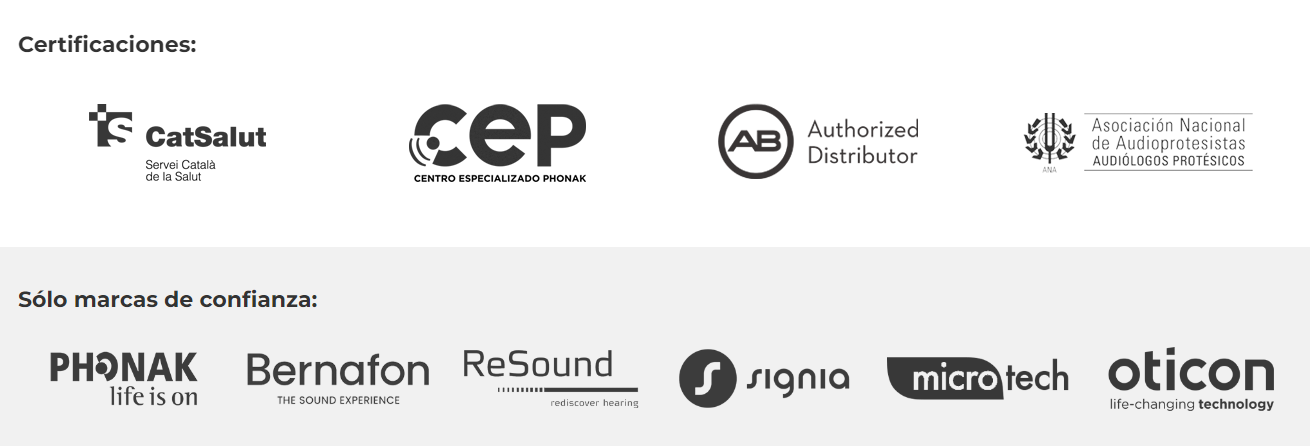 Certificaciones:
CatSalut
Servei Català
de la Salut
cep
CENTRO ESPECIALIZADO PHONAK
AB
Authorized
Distributor
ANA
Asociación Nacional
de Audioprotesistas
AUDIÓLOGOS PROTÉSICOS
Sólo marcas de confianza:
PHONAK
life is on
Bernafon
THE SOUND EXPERIENCE
ReSound
rediscover hearing
signia
microtech
oticon
life-changing technology